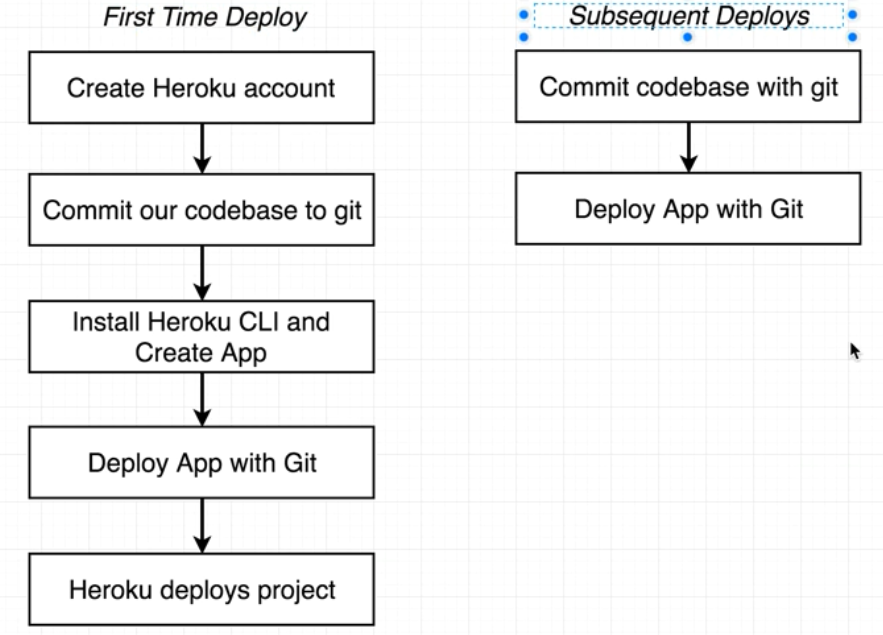 First Time Deploy
Create Heroku account
Commit our codebase to git
Install Heroku CLI and
Create App
Deploy App with Git
Heroku deploys project
Subsequent Deploys
Commit codebase with git
Deploy App with Git